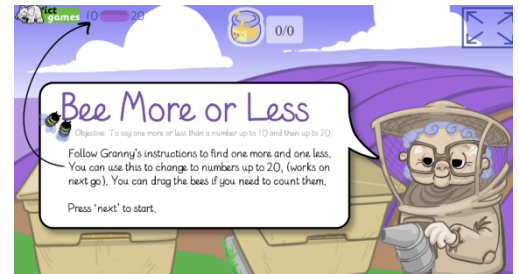 ict
games
10 20
0/0
Bee More or Less
Objective: To say one more or less than a number up to 10 and then up to 20.
Follow Granny's instructions to find one more and one less.
You can use this to change to numbers up to 20, (works on
next go). You can drag the bees if you need to count them.
Press 'next' to start.